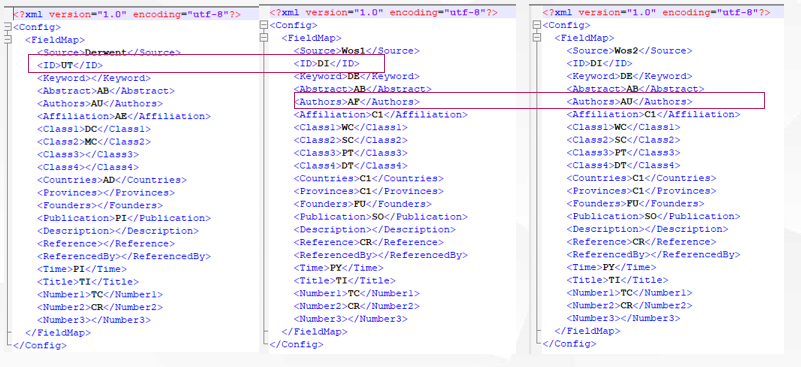 <?xml version="1.0" encoding="utf-8"?>
<Config>
<FieldMap>
<Source>Derwent</Source>
<ID>UT</ID>
<Keyword></Keyword>
<Abstract>AB</Abstract>
<Authors>AU</Authors>
<Affiliation>AE</Affiliation>
<Class1>DC</Class1>
<Class2>MC</Class2>
<Class3></Class3>
<Class4></Class4>
<Countries>AD</Countries>
<Provinces></Provinces>
<Founders></Founders>
<Publication>PI</Publication>
<Description></Description>
<Reference></Reference>
<ReferencedBy></ReferencedBy>
<Time>PI</Time>
<Title>TI</Title>
<Number1>TC</Number1>
<Number2>CR</Number2>
<Number3></Number3>
</FieldMap>
</Config>
<?xml version="1.0" encoding="utf-8"?>
<Config>
<FieldMap>
<Source>Wos1</Source>
<ID>DI</ID>
<Keyword>DE</Keyword>
<Abstract>AB</Abstract>
<Authors>AF</Authors>
<Affiliation>C1</Affiliation>
<Class1>WC</Class1>
<Class2>SC</Class2>
<Class3>PT</Class3>
<Class4>DT</Class4>
<Countries>C1</Countries>
<Provinces>C1</Provinces>
<Founders>FU</Founders>
<Publication>SO</Publication>
<Description></Description>
<Reference>CR</Reference>
<ReferencedBy></ReferencedBy>
<Time>PY</Time>
<Title>TI</Title>
<Number1>TC</Number1>
<Number2>CR</Number2>
<Number3></Number3>
</FieldMap>
</Config>
<?xml version="1.0" encoding="utf-8"?>
<Config>
<FieldMap>
<Source>Wos2</Source>
<ID>DI</ID>
<Keyword>DE</Keyword>
<Abstract>AB</Abstract>
<Authors>AU</Authors>
<Affiliation>C1</Affiliation>
<Class1>WC</Class1>
<Class2>SC</Class2>
<Class3>PT</Class3>
<Class4>DT</Class4>
<Countries>C1</Countries>
<Provinces>C1</Provinces>
<Founders>FU</Founders>
<Publication>SO</Publication>
<Description></Description>
<Reference>CR</Reference>
<ReferencedBy></ReferencedBy>
<Time>PY</Time>
<Title>TI</Title>
<Number1>TC</Number1>
<Number2>CR</Number2>
<Number3></Number3>
</FieldMap>
</Config>